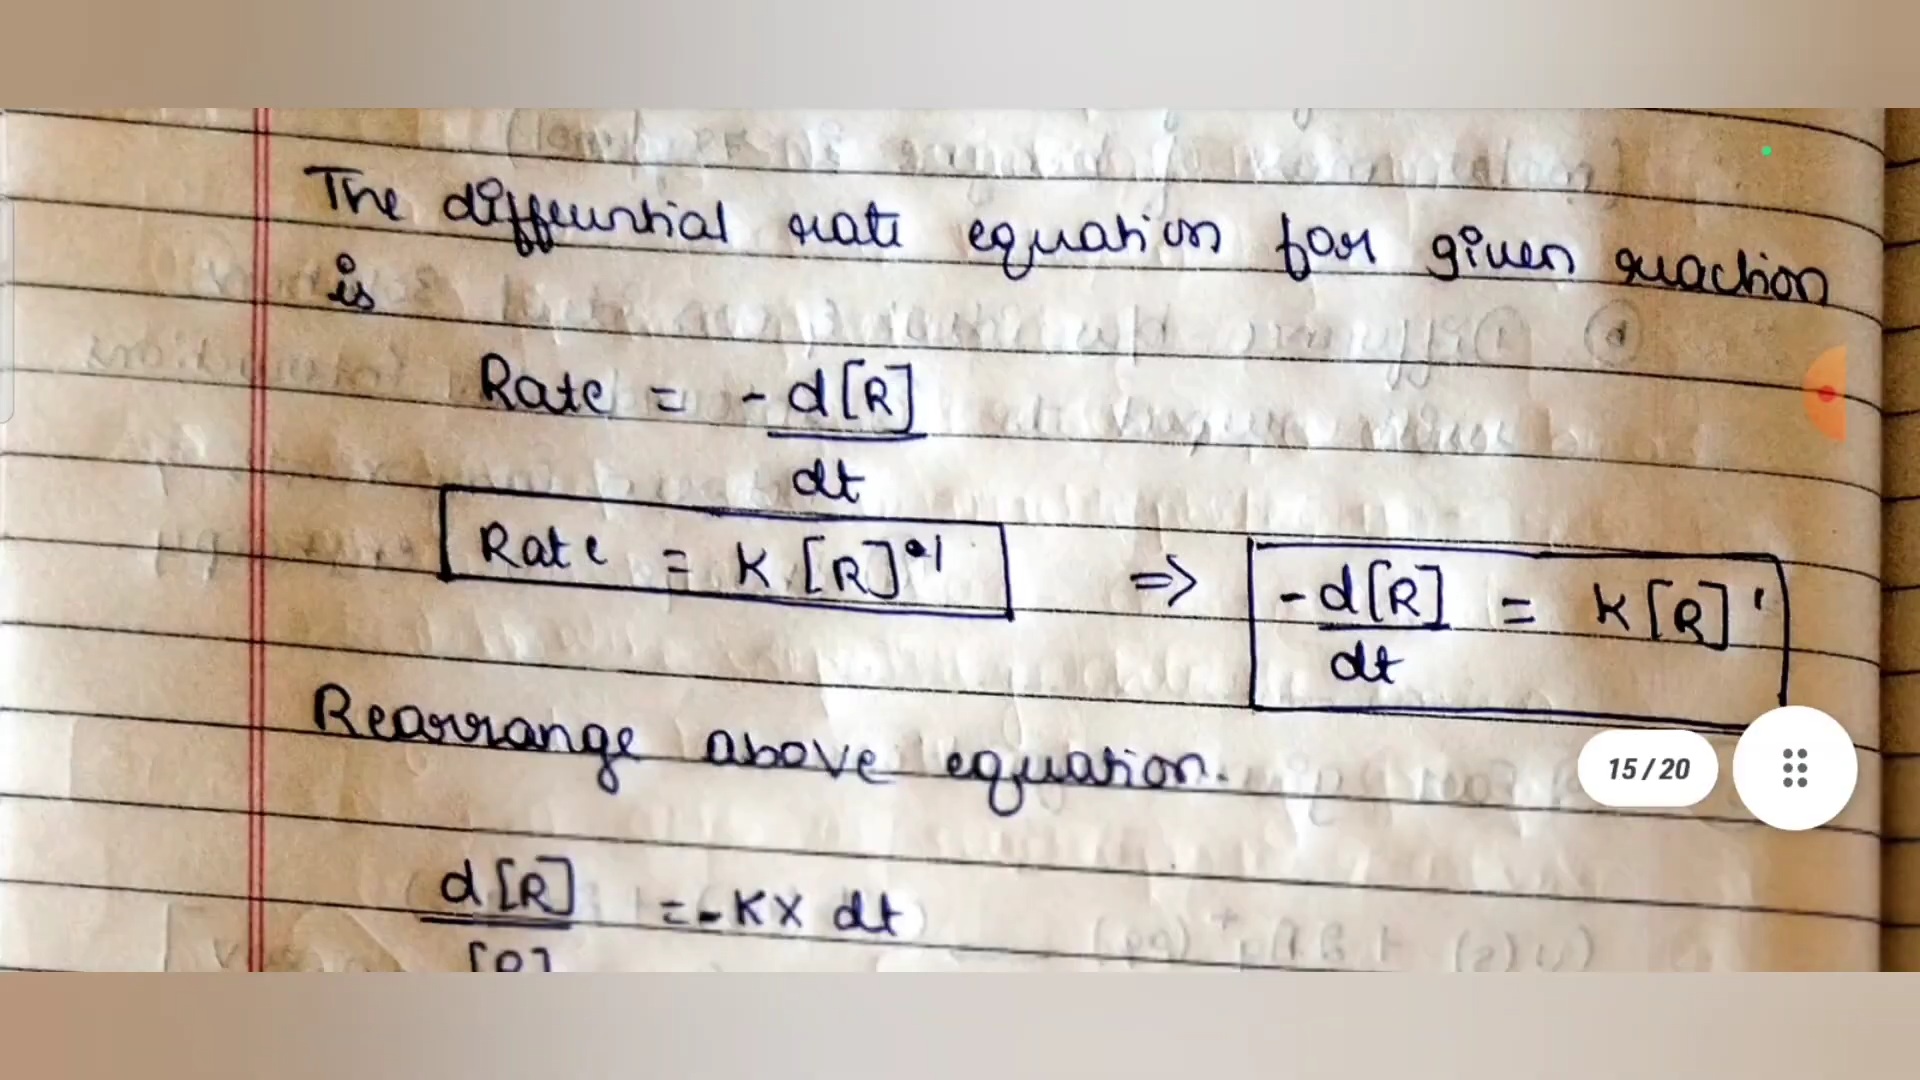 The differential rate equation for given reaction
is
Rate = - d[R]
dt
Rate = K [R]¹ => - d[R] = K [R]¹
dt
Rearrange above equation.
15/20
d[R] = - K x dt
[R]